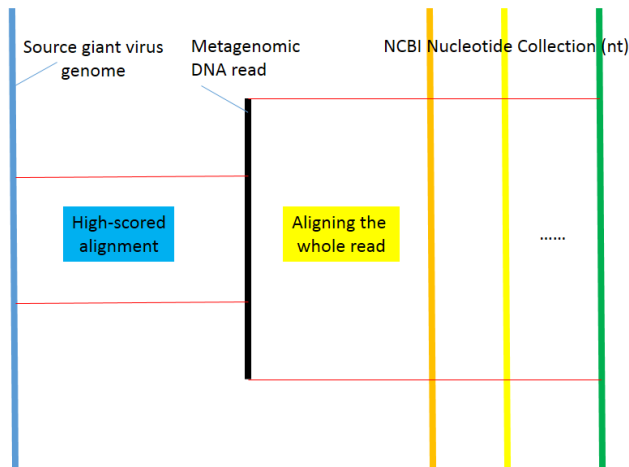 Source giant virus
genome
Metagenomic
DNA read
NCBI Nucleotide Collection (nt)
High-scored
alignment
Aligning the
whole read
......